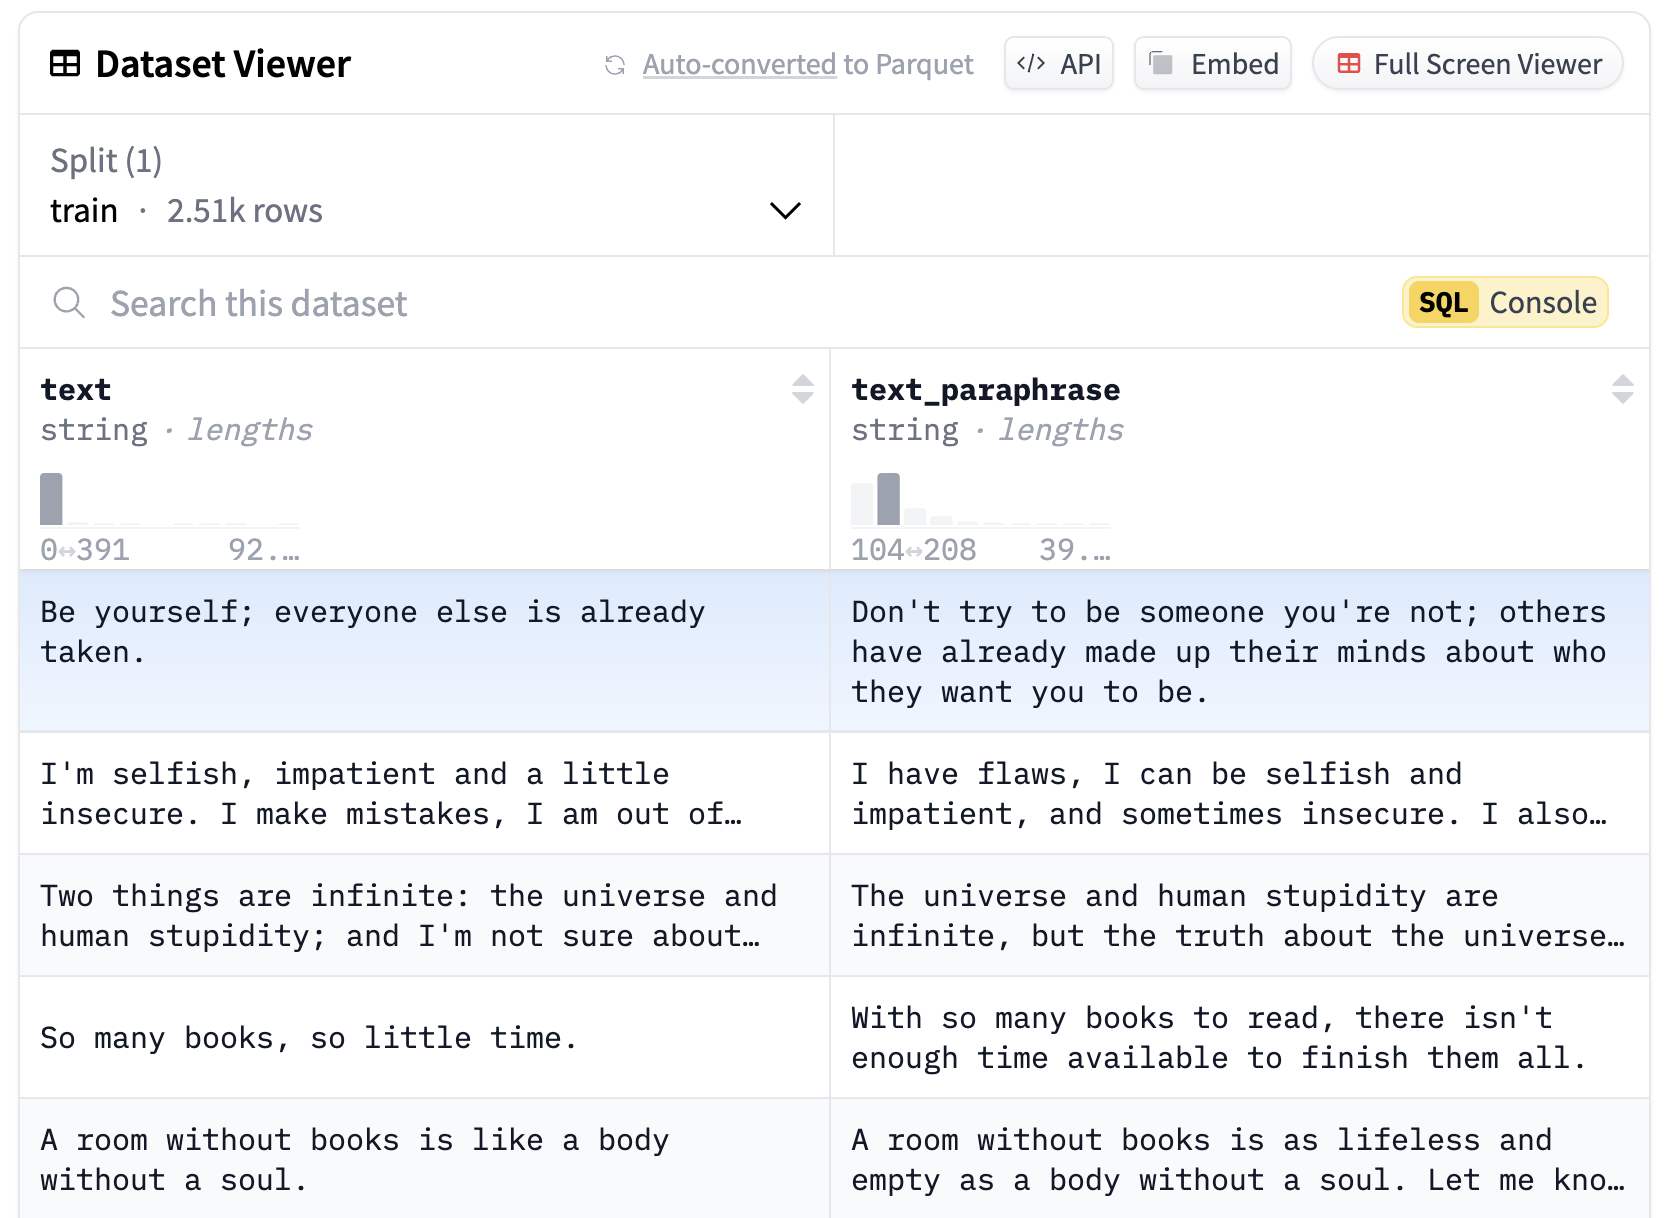 Dataset Viewer
Auto-converted to Parquet
</> API
Embed
Full Screen Viewer
Split (1)
train · 2.51k rows
Search this dataset
SQL Console
text
string · lengths
0↔391 92.…
text_paraphrase
string · lengths
104↔208 39.…
Be yourself; everyone else is already
taken.
Don't try to be someone you're not; others
have already made up their minds about who
they want you to be.
I'm selfish, impatient and a little
insecure. I make mistakes, I am out of…
I have flaws, I can be selfish and
impatient, and sometimes insecure. I also…
Two things are infinite: the universe and
human stupidity; and I'm not sure about…
The universe and human stupidity are
infinite, but the truth about the universe…
So many books, so little time.
With so many books to read, there isn't
enough time available to finish them all.
A room without books is like a body
without a soul.
A room without books is as lifeless and
empty as a body without a soul. Let me kno…